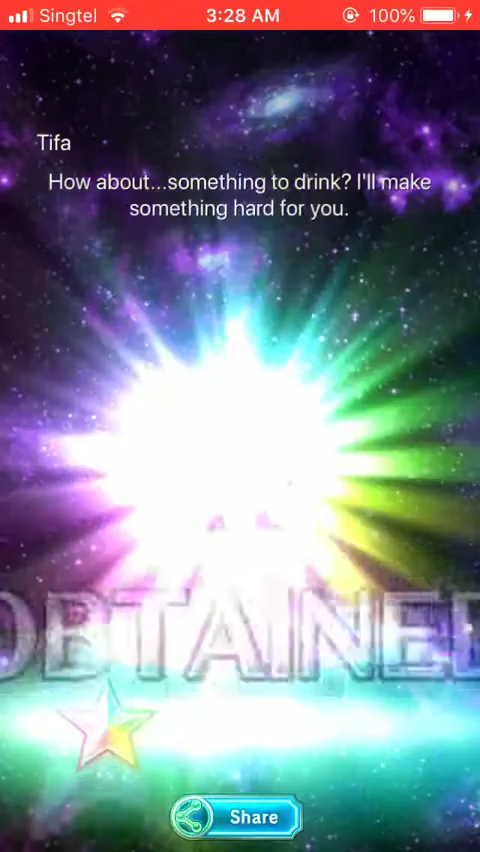 Singtel 3:28 AM 100%
Tifa
How about...something to drink? I'll make
something hard for you.
OBTAINED
Share